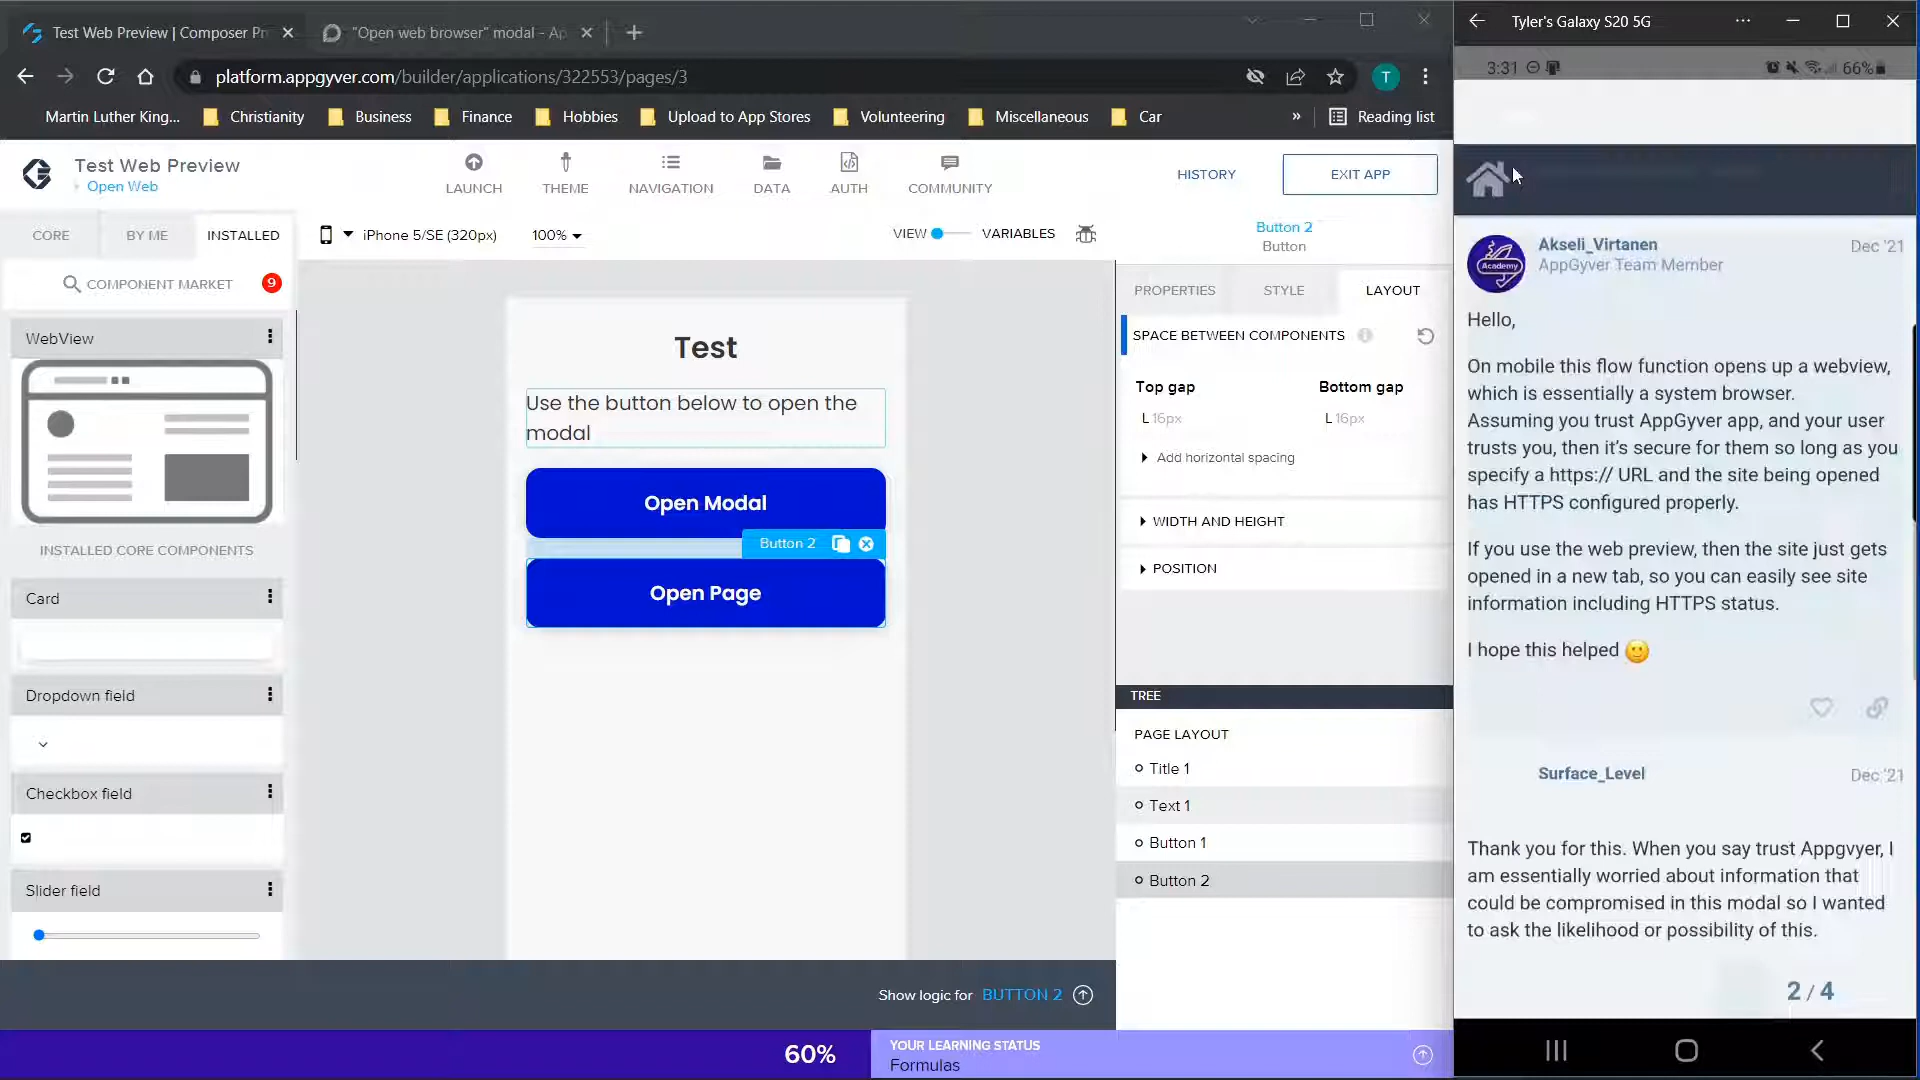 Test Web Preview | Composer Pr
"Open web browser" modal - Ap
platform.appgyver.com/builder/applications/322553/pages/3
T
Martin Luther King...
Christianity
Business
Finance
Hobbies
Upload to App Stores
Volunteering
Miscellaneous
Car
»
Reading list
Test Web Preview
Open Web
LAUNCH
THEME
NAVIGATION
DATA
AUTH
COMMUNITY
HISTORY
EXIT APP
CORE
BY ME
INSTALLED
iPhone 5/SE (320px)
100%
VIEW
VARIABLES
COMPONENT MARKET
9
WebView
INSTALLED CORE COMPONENTS
Card
Dropdown field
Checkbox field
Slider field
Test
Use the button below to open the
modal
Open Modal
Button 2
Open Page
Button 2
Button
PROPERTIES
STYLE
LAYOUT
SPACE BETWEEN COMPONENTS
Top gap
Bottom gap
L 16px
L 16px
Add horizontal spacing
WIDTH AND HEIGHT
POSITION
TREE
PAGE LAYOUT
Title 1
Text 1
Button 1
Button 2
Show logic for BUTTON 2
60%
YOUR LEARNING STATUS
Formulas
Tyler's Galaxy S20 5G
3:31
66%
Academy
Akseli_Virtanen
Dec '21
AppGyver Team Member
Hello,
On mobile this flow function opens up a webview,
which is essentially a system browser.
Assuming you trust AppGyver app, and your user
trusts you, then it's secure for them so long as you
specify a https:// URL and the site being opened
has HTTPS configured properly.
If you use the web preview, then the site just gets
opened in a new tab, so you can easily see site
information including HTTPS status.
I hope this helped
Surface_Level
Dec '21
Thank you for this. When you say trust Appgvyer, I
am essentially worried about information that
could be compromised in this modal so I wanted
to ask the likelihood or possibility of this.
2 / 4